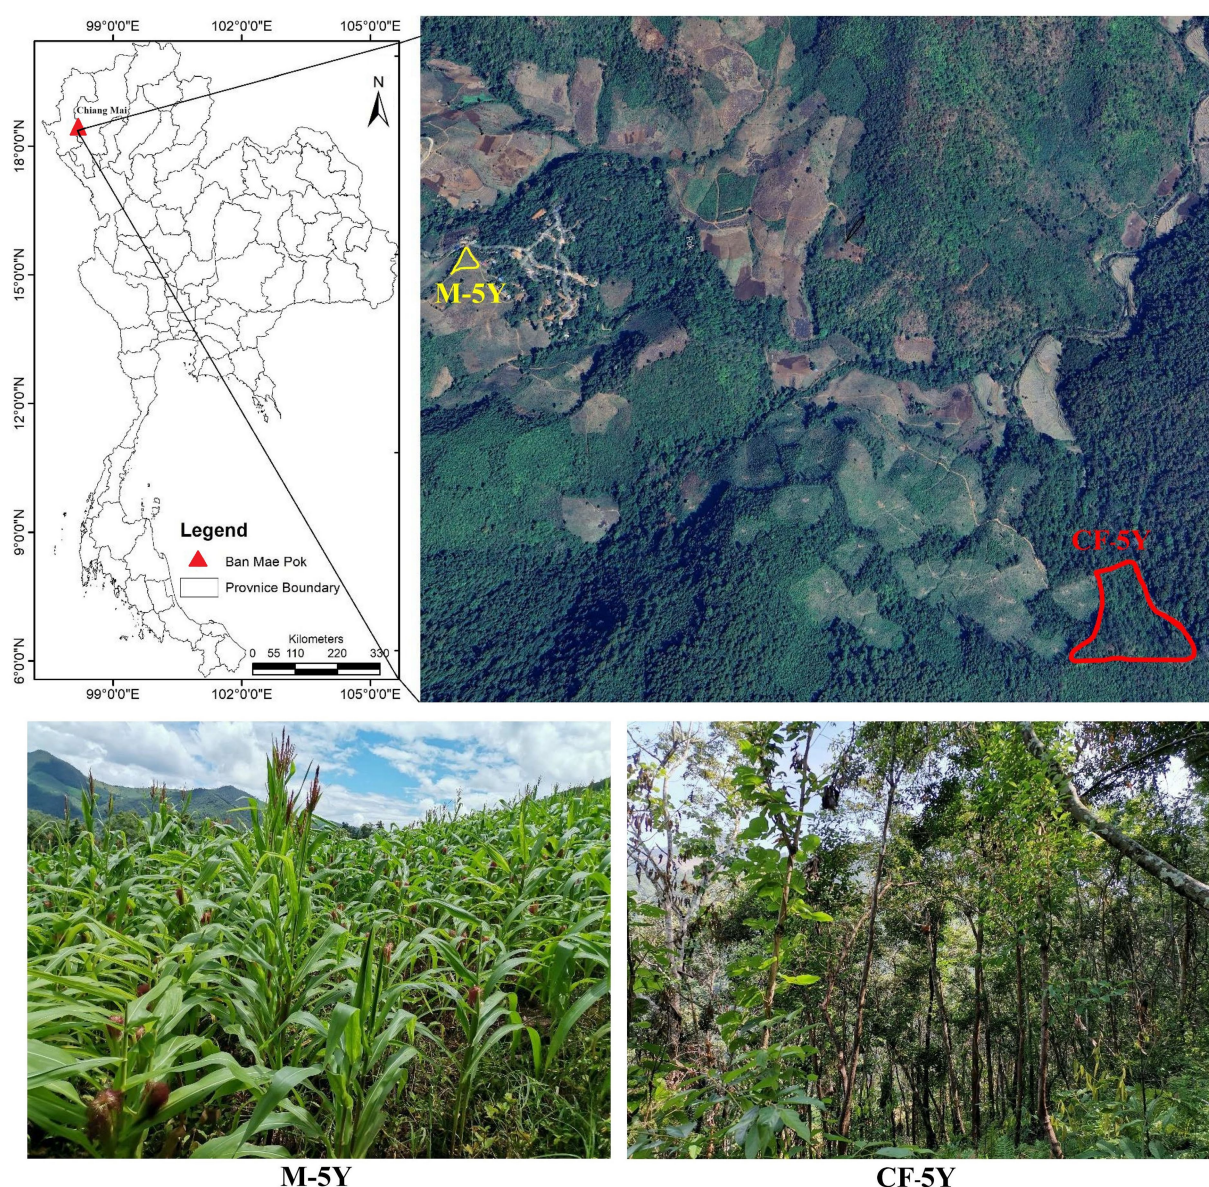 99°0'0"E 102°0'0"E 105°0'0"E
N
Chiang Mai
18°0'0"N
15°0'0"N
12°0'0"N
9°0'0"N
6°0'0"N
Legend
Ban Mae Pok
Provnice Boundary
Kilometers
0 55 110 220 330
99°0'0"E 102°0'0"E 105°0'0"E
M-5Y
CF-5Y
M-5Y
CF-5Y